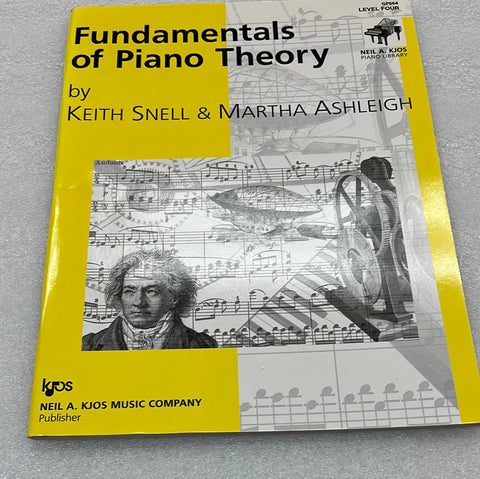 GP664
LEVEL FOUR
NEIL A. KJOS
PIANO LIBRARY
Fundamentals
of Piano Theory
by
KEITH SNELL & MARTHA ASHLEIGH
Andante
kjos
NEIL A. KJOS MUSIC COMPANY
Publisher